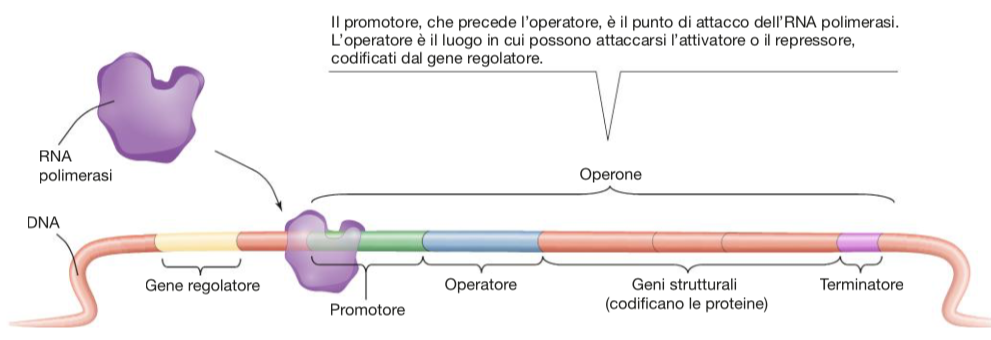 Il promotore, che precede l'operatore, è il punto di attacco dell'RNA polimerasi.
L'operatore è il luogo in cui possono attaccarsi l'attivatore o il repressore,
codificati dal gene regolatore.
RNA
polimerasi
Operone
DNA
Gene regolatore
Promotore
Operatore
Geni strutturali
(codificano le proteine)
Terminatore